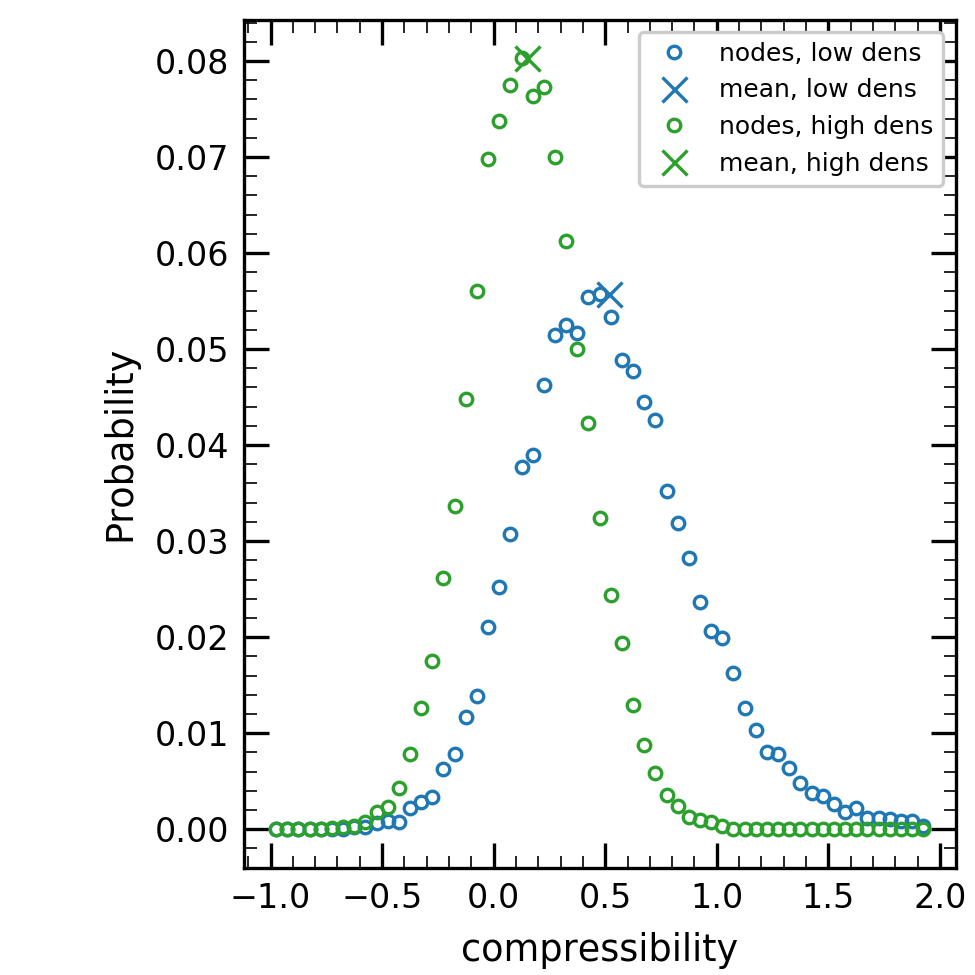 0.08
0.07
0.06
0.05
0.04
0.03
0.02
0.01
0.00
Probability
−1.0 −0.5 0.0 0.5 1.0 1.5 2.0
compressibility
nodes, low dens
mean, low dens
nodes, high dens
mean, high dens